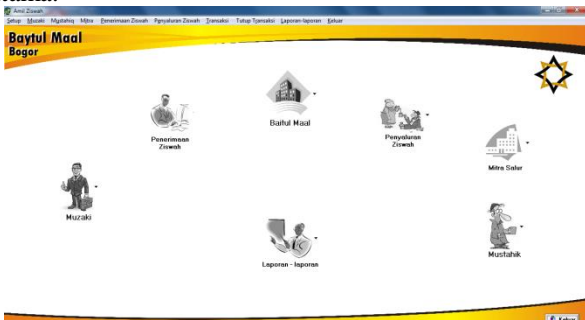 Amil Ziswah
Setup Muzaki Mustahiq Mitra Penerimaan Ziswah Penyaluran Ziswah Transaksi Tutup Transaksi Laporan-laporan Keluar
Baytul Maal
Bogor
Penerimaan
Ziswah
Baitul Maal
Penyaluran
Ziswah
Mitra Salur
Muzaki
Laporan - laporan
Mustahik
Keluar